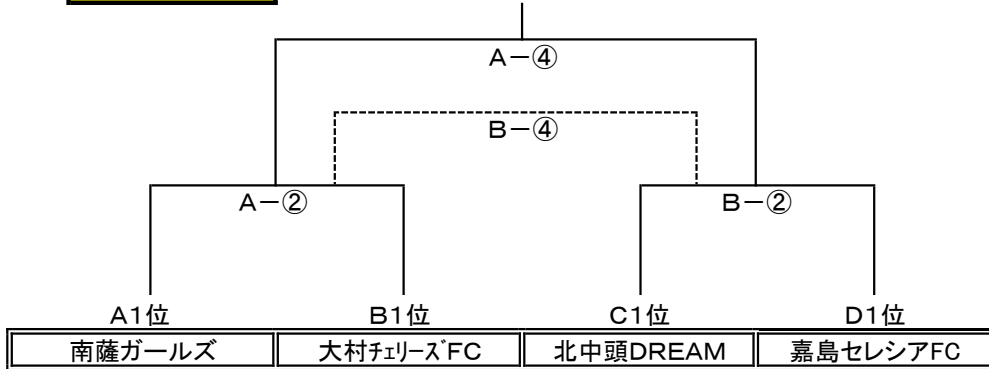 A－④
B－④
A－②
B－②
A1位
B1位
C1位
D1位
南薩ガールズ
大村チェリーズFC
北中頭DREAM
嘉島セレシアFC